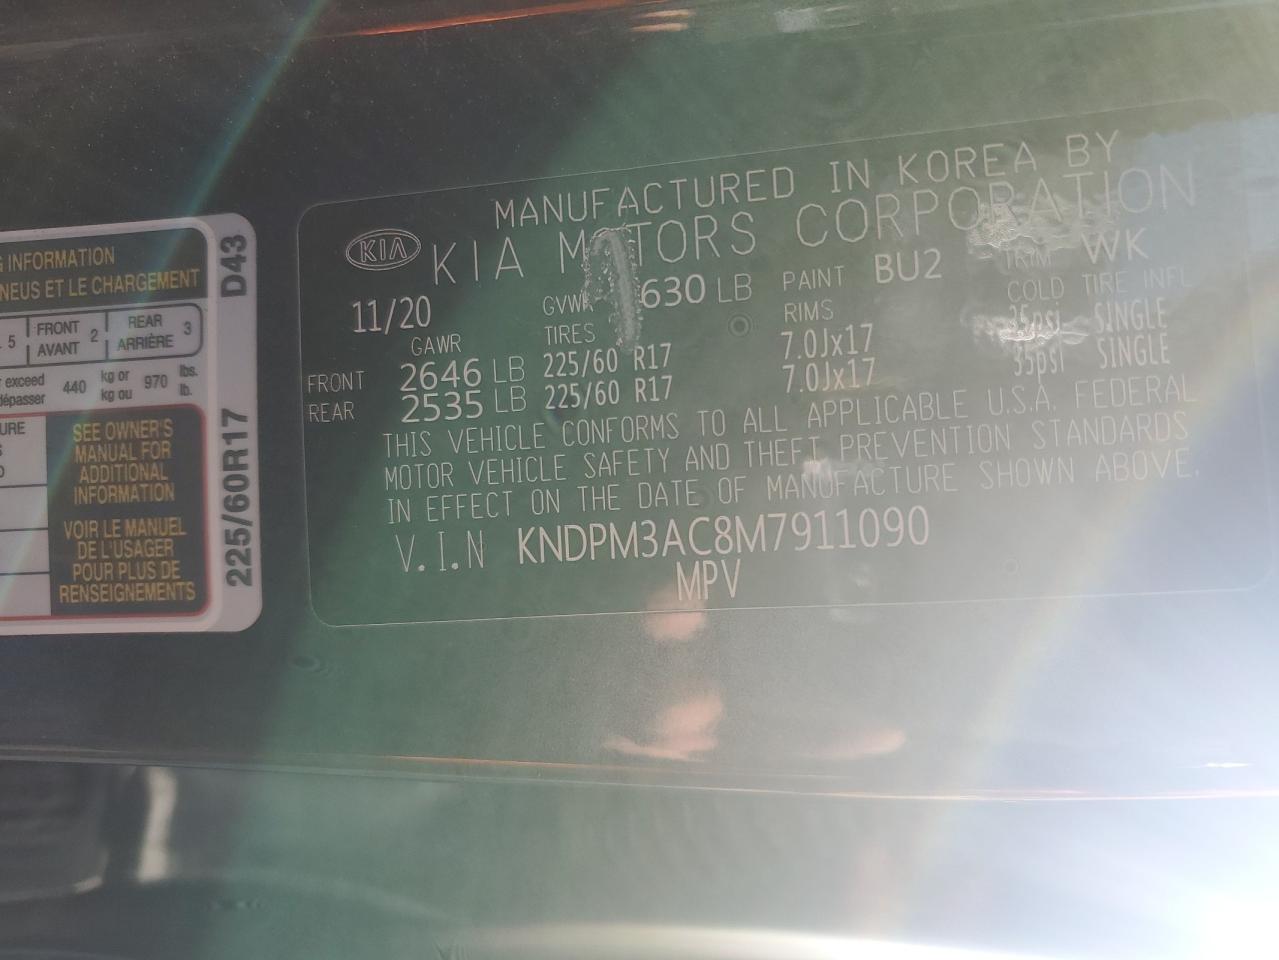 G INFORMATION
NEUS ET LE CHARGEMENT
5 FRONT AVANT 2 REAR ARRIÈRE 3
exceed
dépasser
440 kg or kg ou 970 lbs. lb.
SEE OWNER'S
MANUAL FOR
ADDITIONAL
INFORMATION
VOIR LE MANUEL
DE L'USAGER
POUR PLUS DE
RENSEIGNEMENTS
D43
225/60R17
MANUFACTURED IN KOREA BY
KIA
KIA MOTORS CORPORATION
11/20 GVWR 630 LB PAINT BU2 TRIM WK
GAWR TIRES RIMS COLD TIRE INFL
FRONT 2646 LB 225/60 R17 7.0Jx17 35psi SINGLE
REAR 2535 LB 225/60 R17 7.0Jx17 35psi SINGLE
THIS VEHICLE CONFORMS TO ALL APPLICABLE U.S.A. FEDERAL
MOTOR VEHICLE SAFETY AND THEFT PREVENTION STANDARDS
IN EFFECT ON THE DATE OF MANUFACTURE SHOWN ABOVE.
V.I.N KNDPM3AC8M7911090
MPV